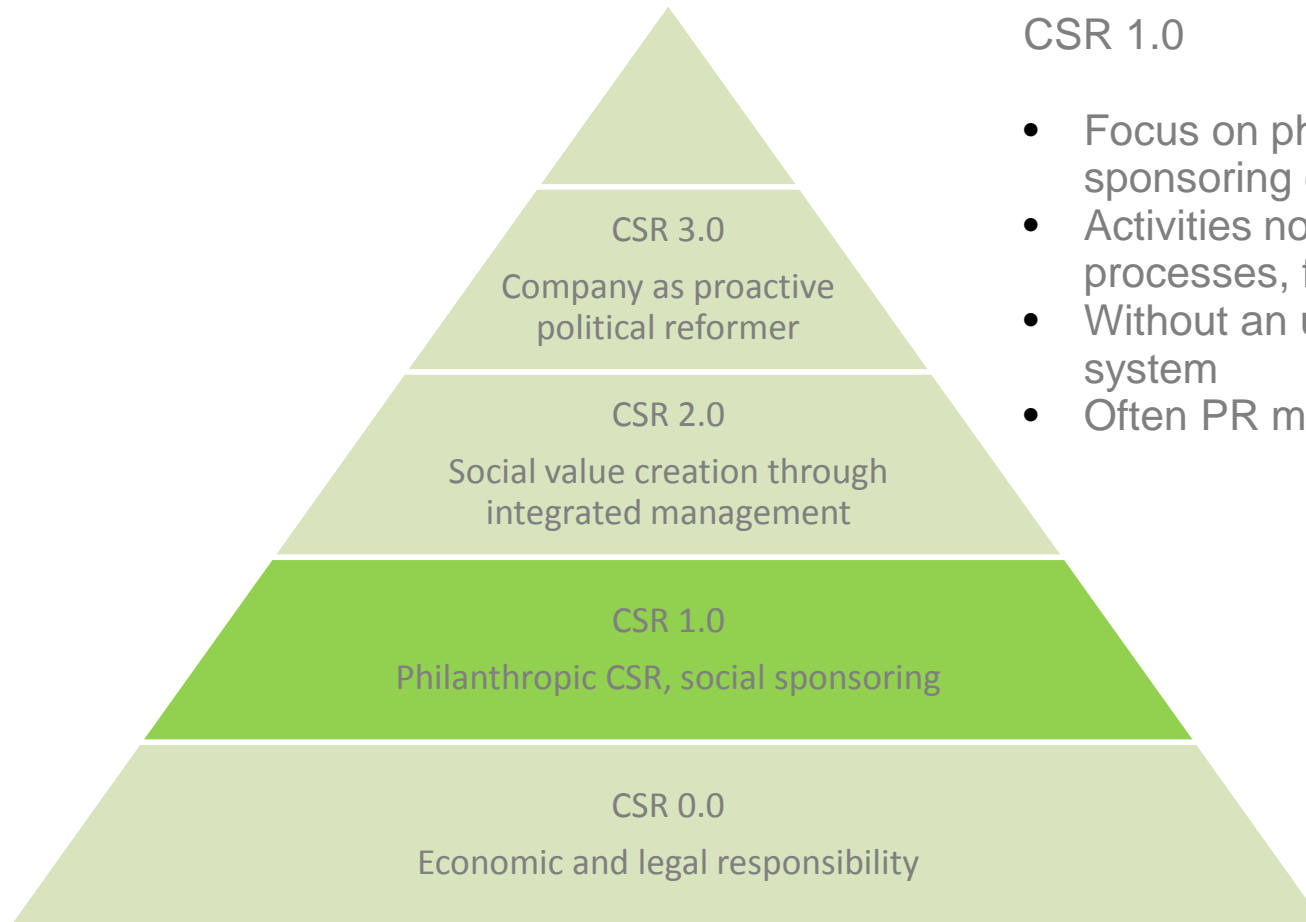 CSR 3.0
Company as proactive
political reformer
CSR 2.0
Social value creation through
integrated management
CSR 1.0
Philanthropic CSR, social sponsoring
CSR 0.0
Economic and legal responsibility
CSR 1.0
• Focus on
sponsoring
• Activities
processes,
• Without an
system
• Often PR